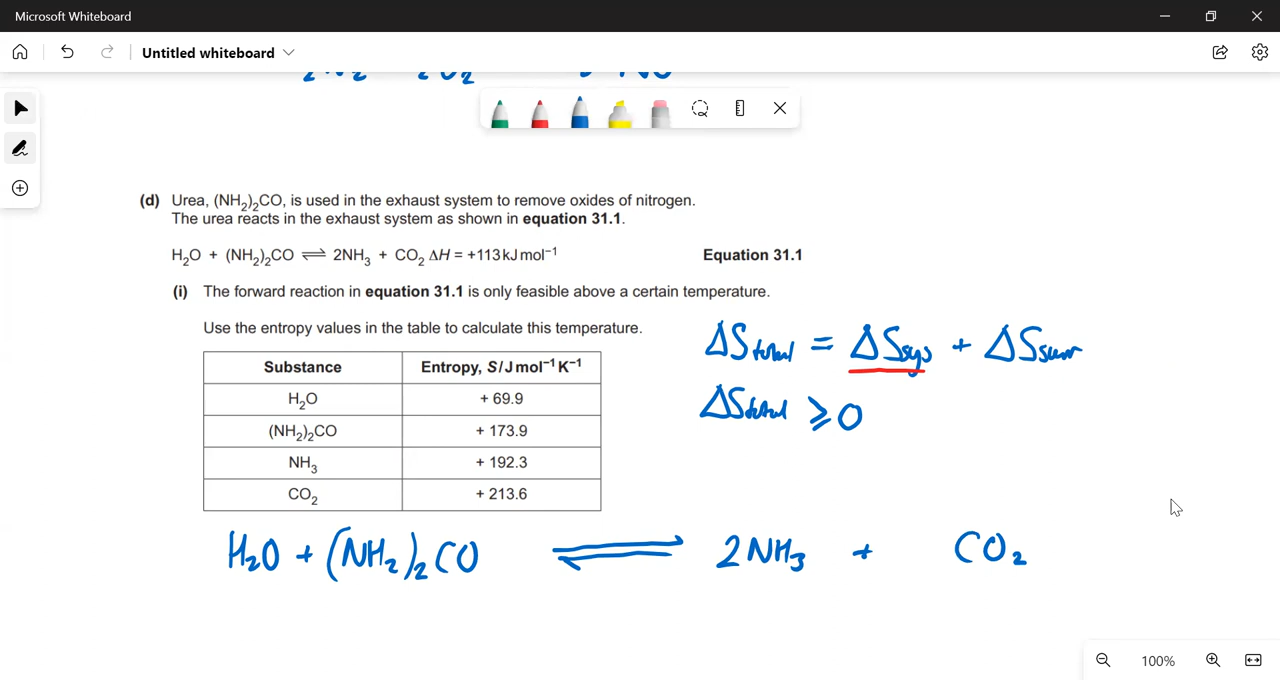 Microsoft Whiteboard
Untitled whiteboard
(d) Urea, (NH₂)₂CO, is used in the exhaust system to remove oxides of nitrogen.
The urea reacts in the exhaust system as shown in equation 31.1.
H₂O + (NH₂)₂CO ⇌ 2NH₃ + CO₂ ΔH = +113 kJ mol⁻¹ Equation 31.1
(i) The forward reaction in equation 31.1 is only feasible above a certain temperature.
Use the entropy values in the table to calculate this temperature.
ΔStotal = ΔSsys + ΔSsurr
Substance Entropy, S/J mol⁻¹ K⁻¹
H₂O + 69.9
ΔStotal ⩾ 0
(NH₂)₂CO + 173.9
NH₃ + 192.3
CO₂ + 213.6
H₂O + (NH₂)₂CO ⇌ 2NH₃ + CO₂
100%